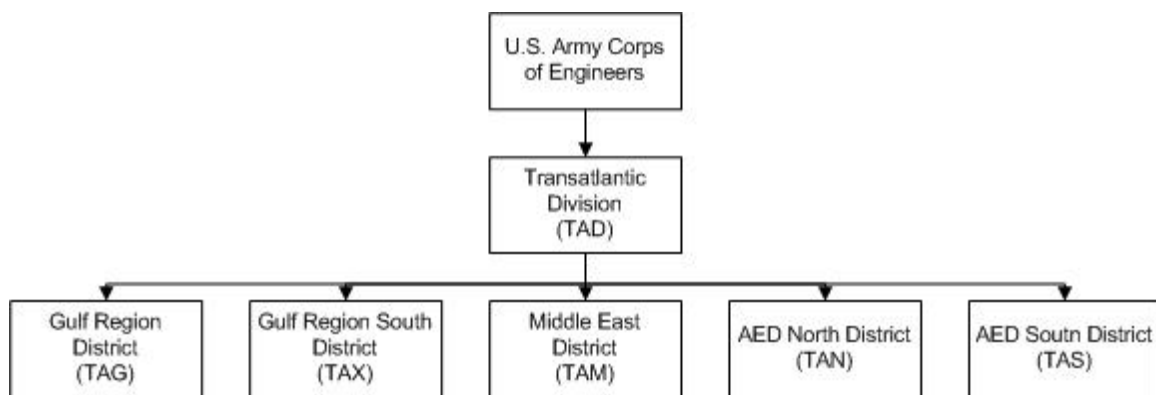 U.S. Army Corps
of Engineers
Transatlantic
Division
(TAD)
Gulf Region
District
(TAG)
Gulf Region South
District
(TAX)
Middle East
District
(TAM)
AED North District
(TAN)
AED Soutn District
(TAS)